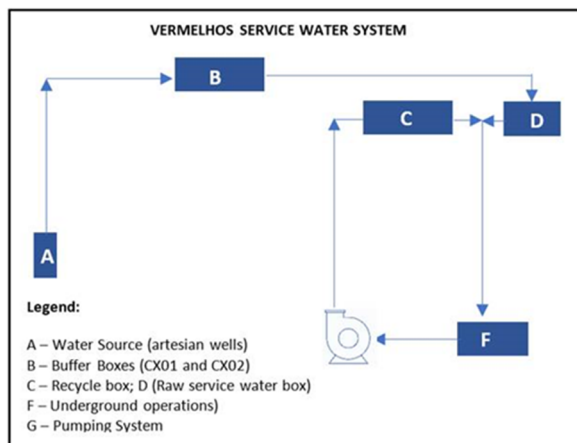 VERMELHOS SERVICE WATER SYSTEM
B
C
D
A
F
Legend:
A – Water Source (artesian wells)
B – Buffer Boxes (CX01 and CX02)
C – Recycle box; D (Raw service water box)
F – Underground operations)
G – Pumping System